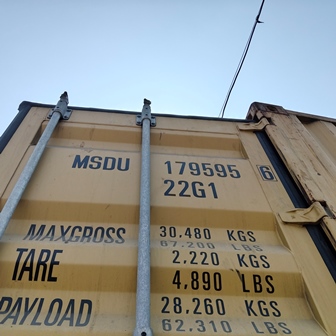 MSDU 179595 6
22G1
MAXGROSS 30.480 KGS
67.200 LBS
TARE 2,220 KGS
4,890 LBS
PAYLOAD 28,260 KGS
62,310 LBS